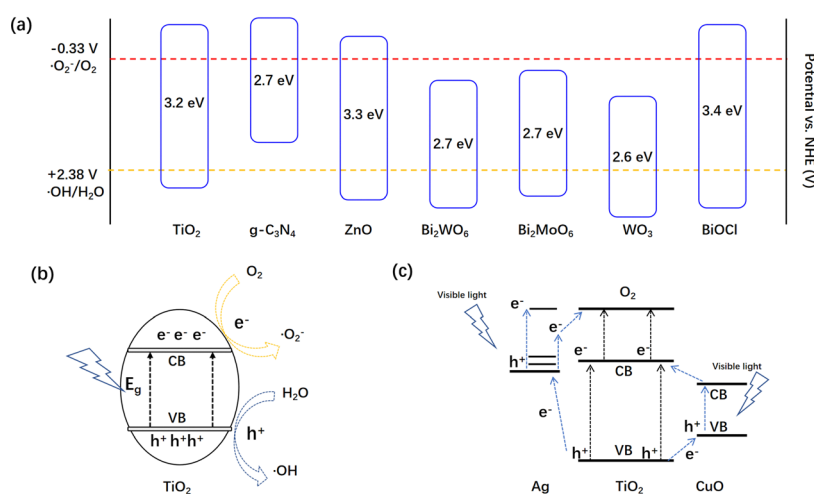 (a)
-0.33 V
·O₂⁻/O₂
+2.38 V
·OH/H₂O
3.2 eV
2.7 eV
3.3 eV
2.7 eV
2.7 eV
2.6 eV
3.4 eV
Potential vs. NHE (V)
TiO₂
g-C₃N₄
ZnO
Bi₂WO₆
Bi₂MoO₆
WO₃
BiOCl
(b)
O₂
e⁻ e⁻ e⁻
e⁻
·O₂⁻
CB
E₉
H₂O
VB
h⁺ h⁺h⁺
h⁺
·OH
TiO₂
(c)
Visible light
O₂
e⁻
e⁻
h⁺
e⁻
e⁻
CB
Visible light
CB
e⁻
h⁺
VB
VB
h⁺
h⁺
e⁻
Ag
TiO₂
CuO